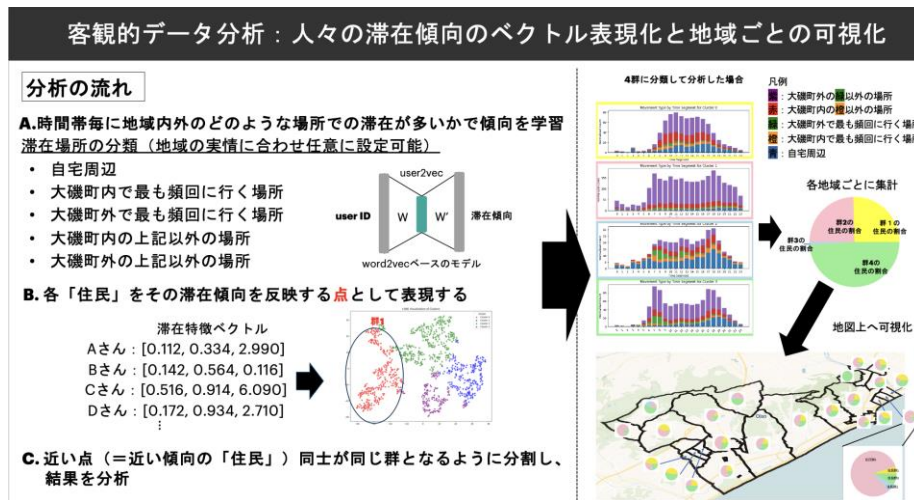 客観的データ分析：人々の滞在傾向のベクトル表現化と地域ごとの可視化
分析の流れ
A.時間帯毎に地域内外のどのような場所での滞在が多いかで傾向を学習
滞在場所の分類（地域の実情に合わせ任意に設定可能）
• 自宅周辺
• 大磯町内で最も頻回に行く場所
• 大磯町外で最も頻回に行く場所
• 大磯町内の上記以外の場所
• 大磯町外の上記以外の場所
user2vec
user ID
W
W'
滞在傾向
word2vecベースのモデル
B. 各「住民」をその滞在傾向を反映する点として表現する
滞在特徴ベクトル
Aさん：[0.112, 0.334, 2.990]
Bさん：[0.142, 0.564, 0.116]
Cさん：[0.516, 0.914, 6.090]
Dさん：[0.172, 0.934, 2.710]
⋮
群1
C. 近い点（＝近い傾向の「住民」）同士が同じ群となるように分割し、
結果を分析
4群に分類して分析した場合
凡例
紫：大磯町外の緑以外の場所
赤：大磯町内の橙以外の場所
緑：大磯町外で最も頻回に行く場所
橙：大磯町内で最も頻回に行く場所
青：自宅周辺
各地域ごとに集計
群2の
住民の割合
群1の
住民の割合
群3の
住民の割合
群4の
住民の割合
地図上へ可視化